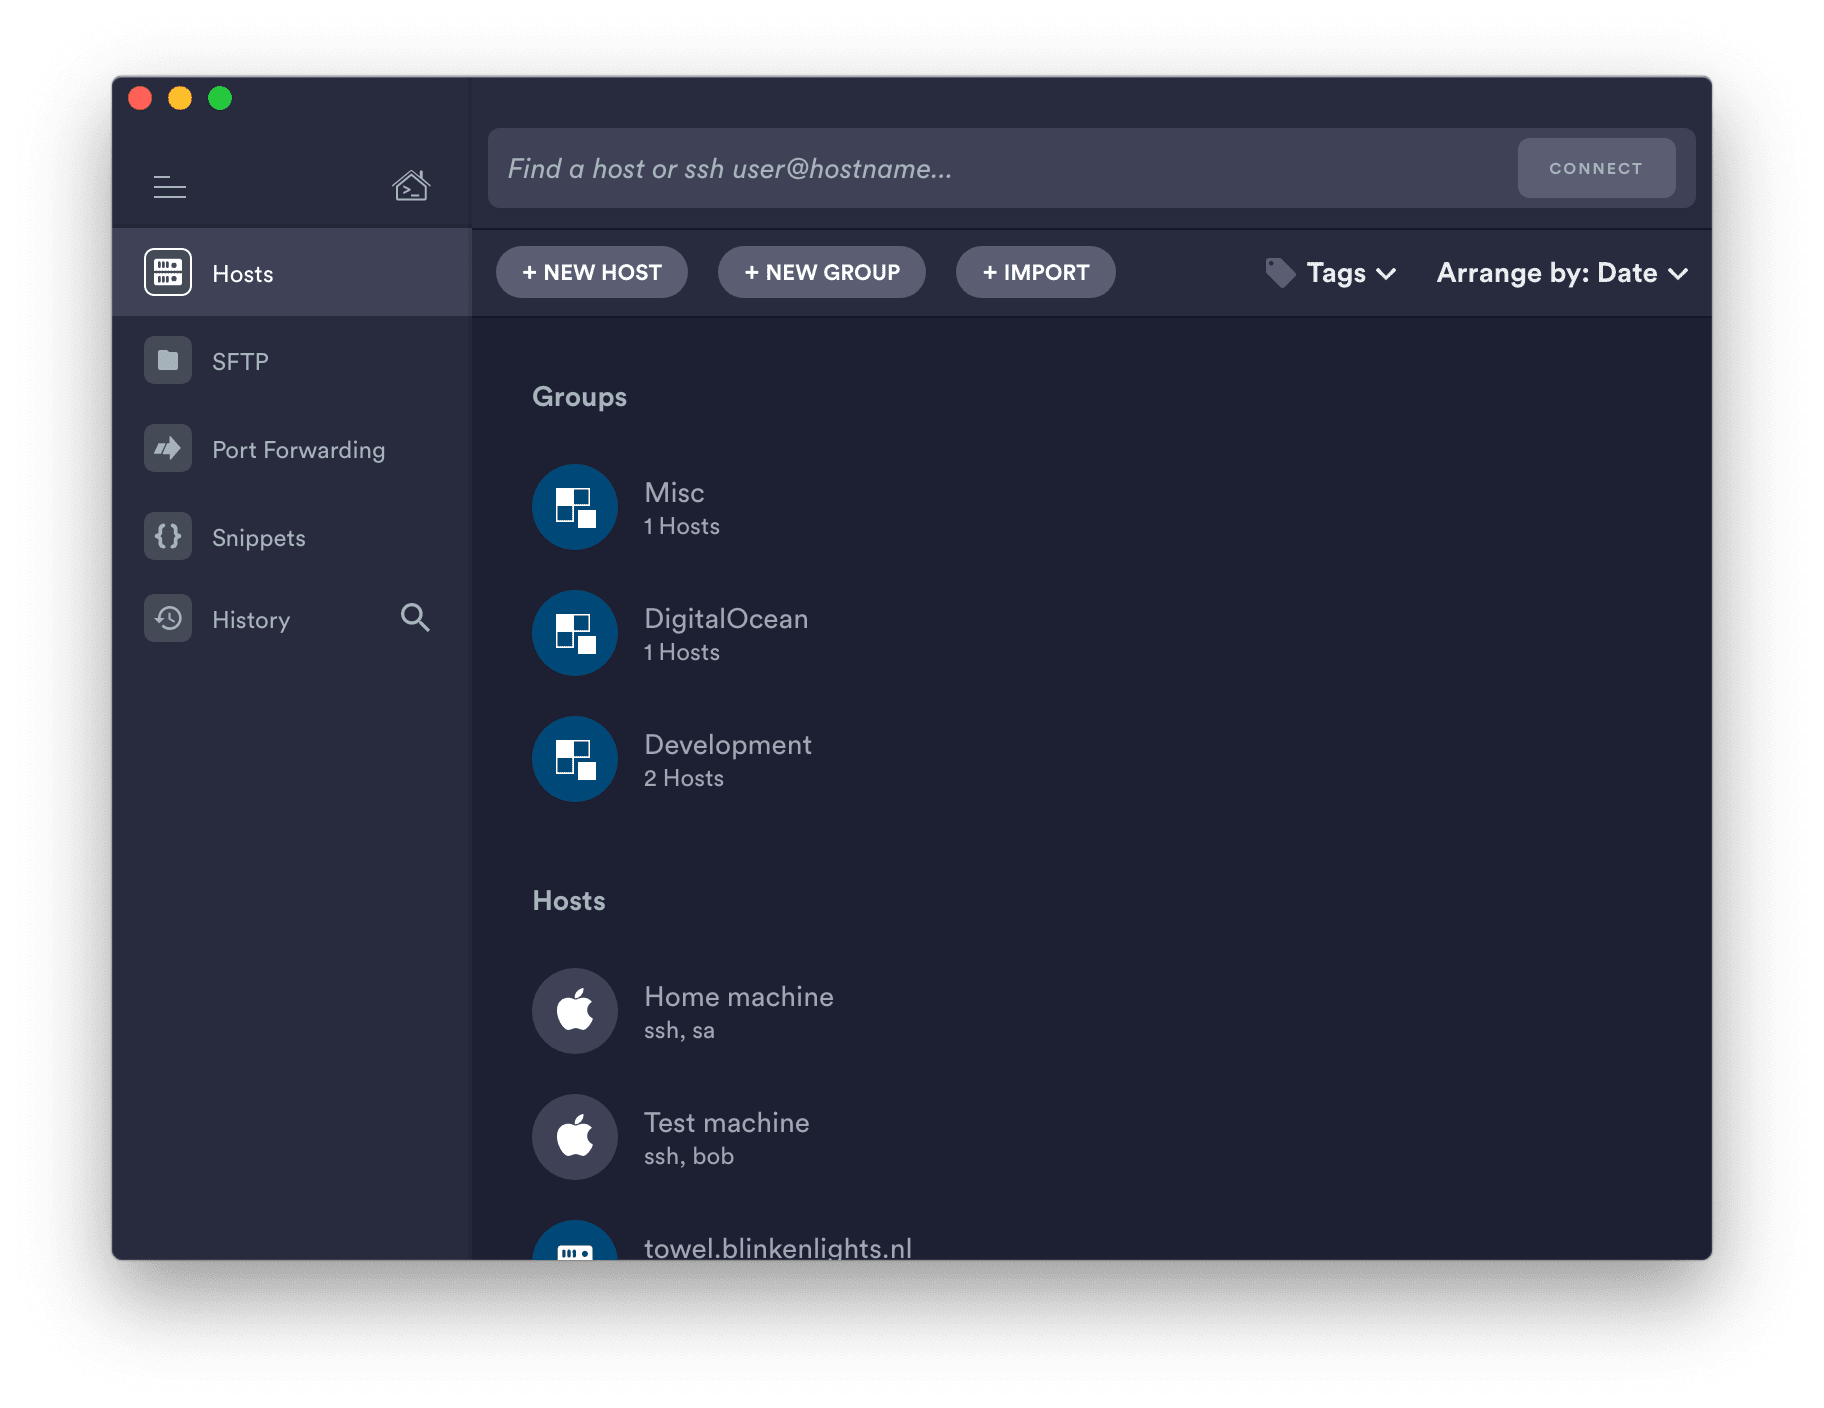 Find a host or ssh user@hostname...
CONNECT
Hosts
SFTP
Port Forwarding
Snippets
History
+ NEW HOST
+ NEW GROUP
+ IMPORT
Tags
Arrange by: Date
Groups
Misc
1 Hosts
DigitalOcean
1 Hosts
Development
2 Hosts
Hosts
Home machine
ssh, sa
Test machine
ssh, bob
towel.blinkenlights.nl